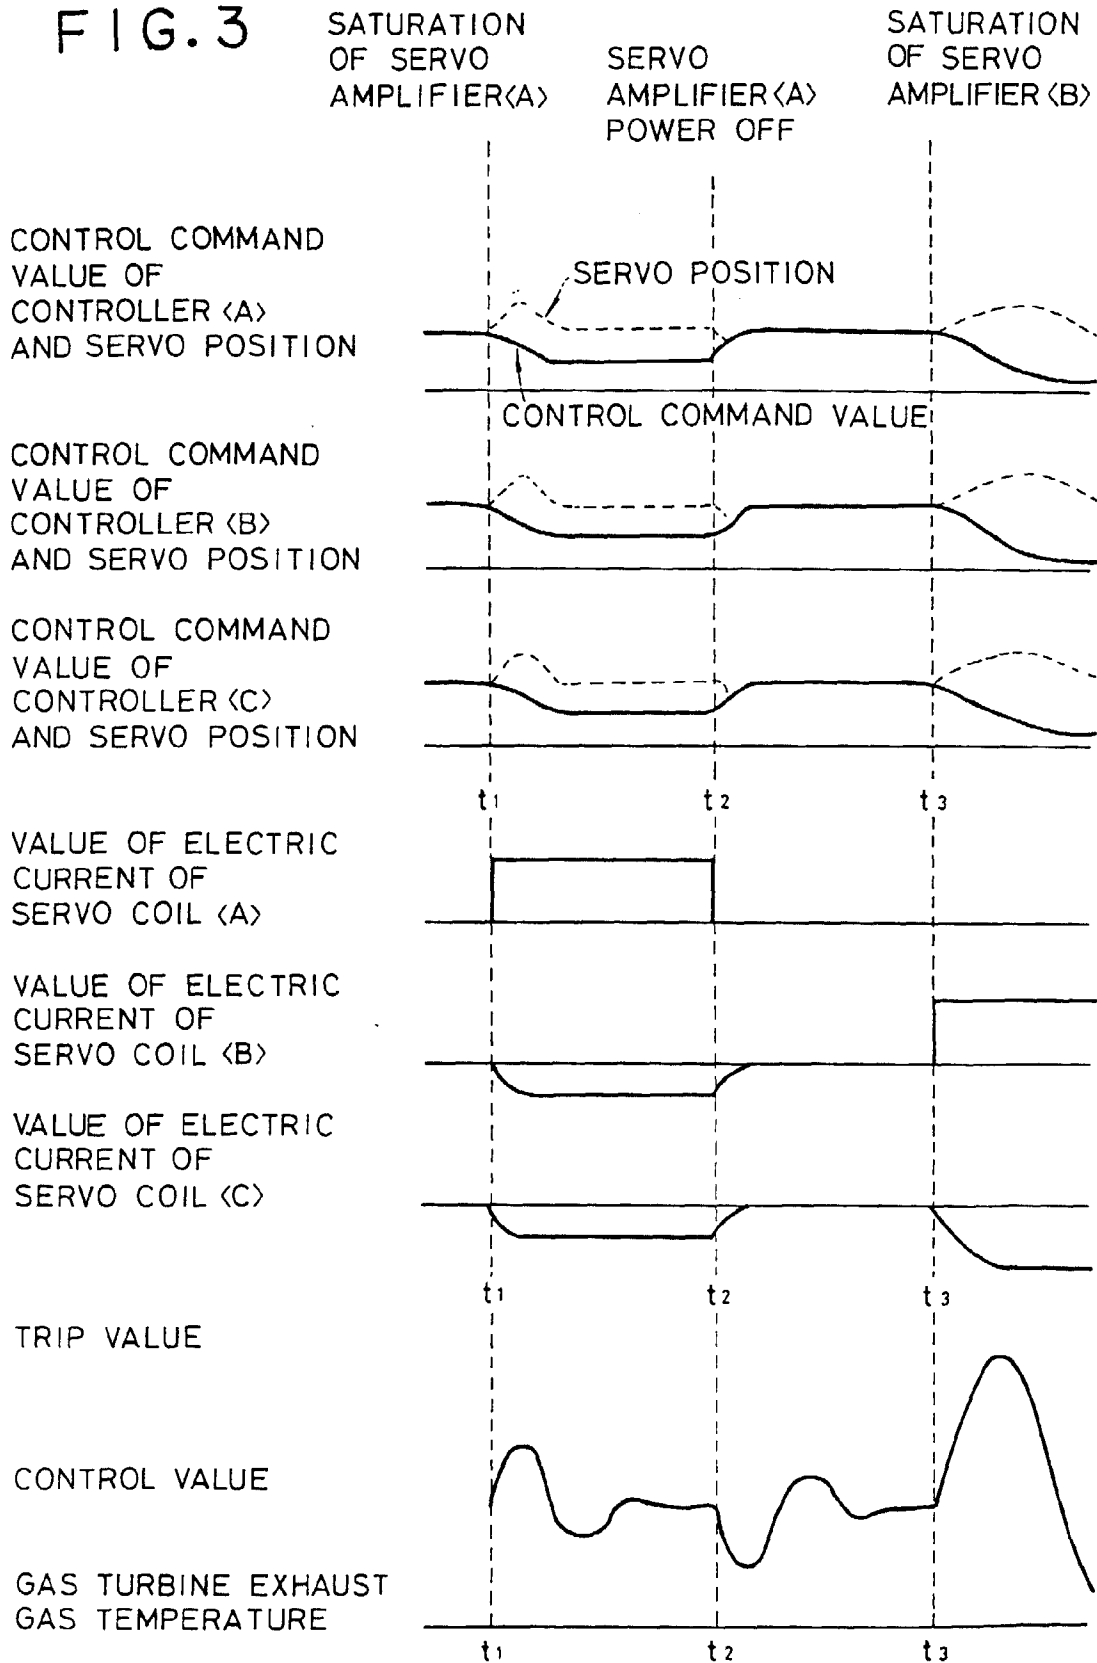 FIG.3
SATURATION
OF SERVO
AMPLIFIER<A>
SERVO
AMPLIFIER<A>
POWER OFF
SATURATION
OF SERVO
AMPLIFIER<B>
CONTROL COMMAND
VALUE OF
CONTROLLER <A>
AND SERVO POSITION
SERVO POSITION
CONTROL COMMAND VALUE
CONTROL COMMAND
VALUE OF
CONTROLLER <B>
AND SERVO POSITION
CONTROL COMMAND
VALUE OF
CONTROLLER <C>
AND SERVO POSITION
t1 t2 t3
VALUE OF ELECTRIC
CURRENT OF
SERVO COIL <A>
VALUE OF ELECTRIC
CURRENT OF
SERVO COIL <B>
VALUE OF ELECTRIC
CURRENT OF
SERVO COIL <C>
t1 t2 t3
TRIP VALUE
CONTROL VALUE
GAS TURBINE EXHAUST
GAS TEMPERATURE
t1 t2 t3